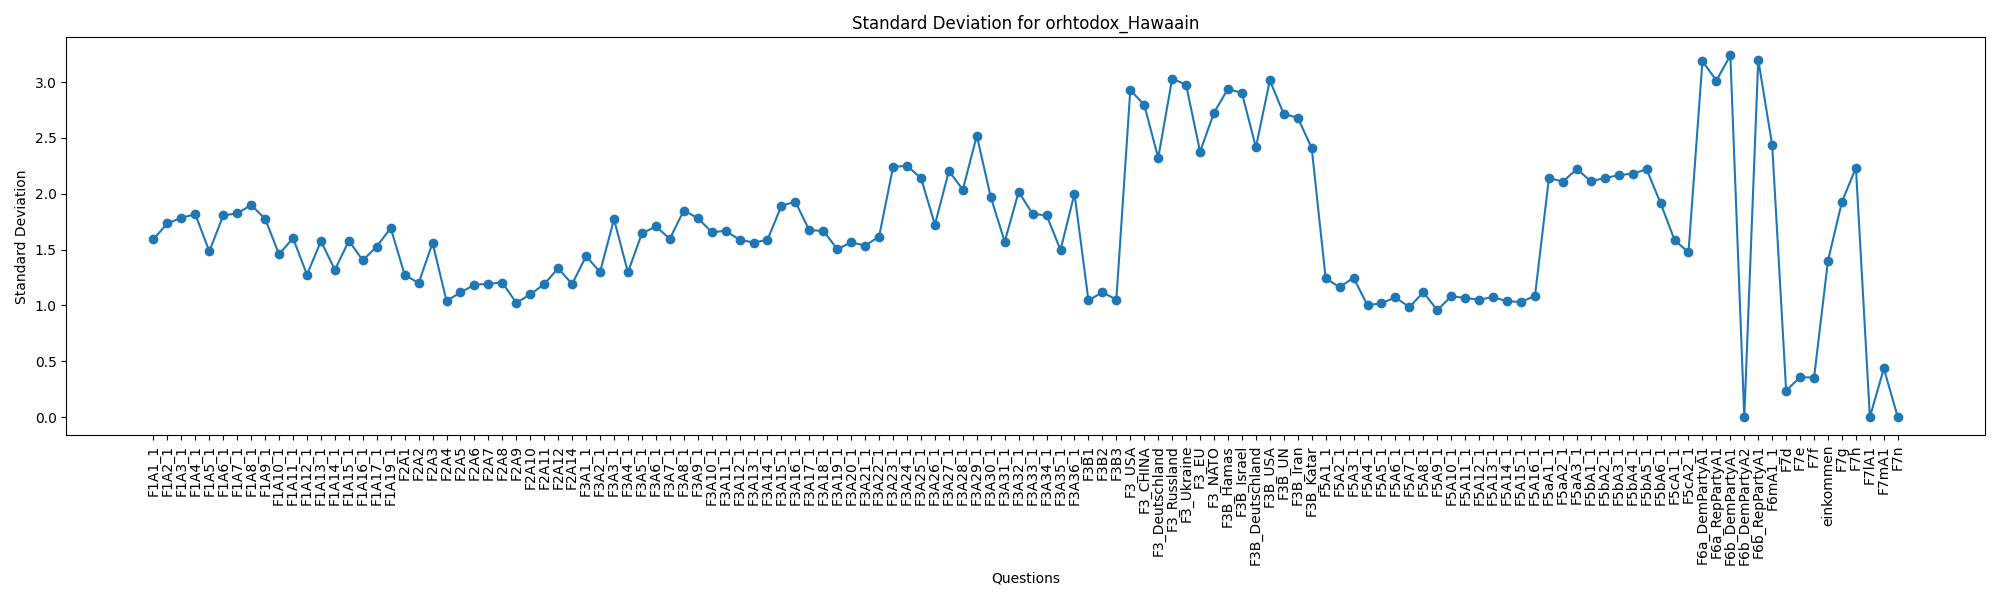 Standard Deviation for orhtodox_Hawaain
Standard Deviation
3.0
2.5
2.0
1.5
1.0
0.5
0.0
F1A1_1
F1A2_1
F1A3_1
F1A4_1
F1A5_1
F1A6_1
F1A7_1
F1A8_1
F1A9_1
F1A10_1
F1A11_1
F1A12_1
F1A13_1
F1A14_1
F1A15_1
F1A16_1
F1A17_1
F1A19_1
F2A1
F2A2
F2A3
F2A4
F2A5
F2A6
F2A7
F2A8
F2A9
F2A10
F2A11
F2A12
F2A14
F3A1_1
F3A2_1
F3A3_1
F3A4_1
F3A5_1
F3A6_1
F3A7_1
F3A8_1
F3A9_1
F3A10_1
F3A11_1
F3A12_1
F3A13_1
F3A14_1
F3A15_1
F3A16_1
F3A17_1
F3A18_1
F3A19_1
F3A20_1
F3A21_1
F3A22_1
F3A23_1
F3A24_1
F3A25_1
F3A26_1
F3A27_1
F3A28_1
F3A29_1
F3A30_1
F3A31_1
F3A32_1
F3A33_1
F3A34_1
F3A35_1
F3A36_1
F3B1
F3B2
F3B3
F3_USA
F3_CHINA
F3_Deutschland
F3_Russland
F3_Ukraine
F3_EU
F3_NATO
F3B_Hamas
F3B_Israel
F3B_Deutschland
F3B_USA
F3B_UN
F3B_Iran
F3B_Katar
F5A1_1
F5A2_1
F5A3_1
F5A4_1
F5A5_1
F5A6_1
F5A7_1
F5A8_1
F5A9_1
F5A10_1
F5A11_1
F5A12_1
F5A13_1
F5A14_1
F5A15_1
F5A16_1
F5aA1_1
F5aA2_1
F5aA3_1
F5bA1_1
F5bA2_1
F5bA3_1
F5bA4_1
F5bA5_1
F5bA6_1
F5cA1_1
F5cA2_1
F6a_DemPartyA1
F6a_RepPartyA1
F6b_DemPartyA1
F6b_DemPartyA2
F6b_RepPartyA1
F6mA1_1
F7d
F7e
F7f
einkommen
F7g
F7h
F7lA1
F7mA1
F7n
Questions